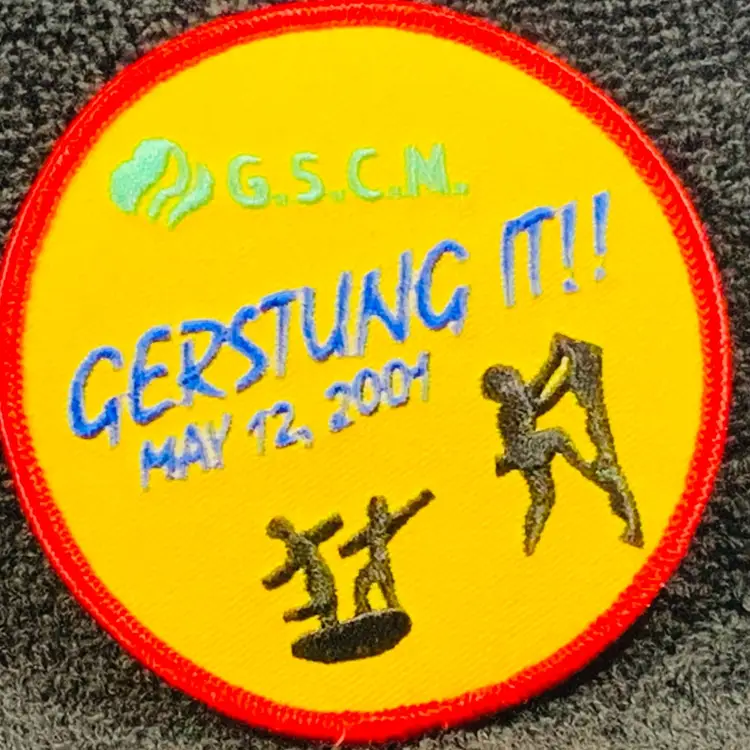 G.S.C.M.
GERSTUNG IT!!
MAY 12, 2001